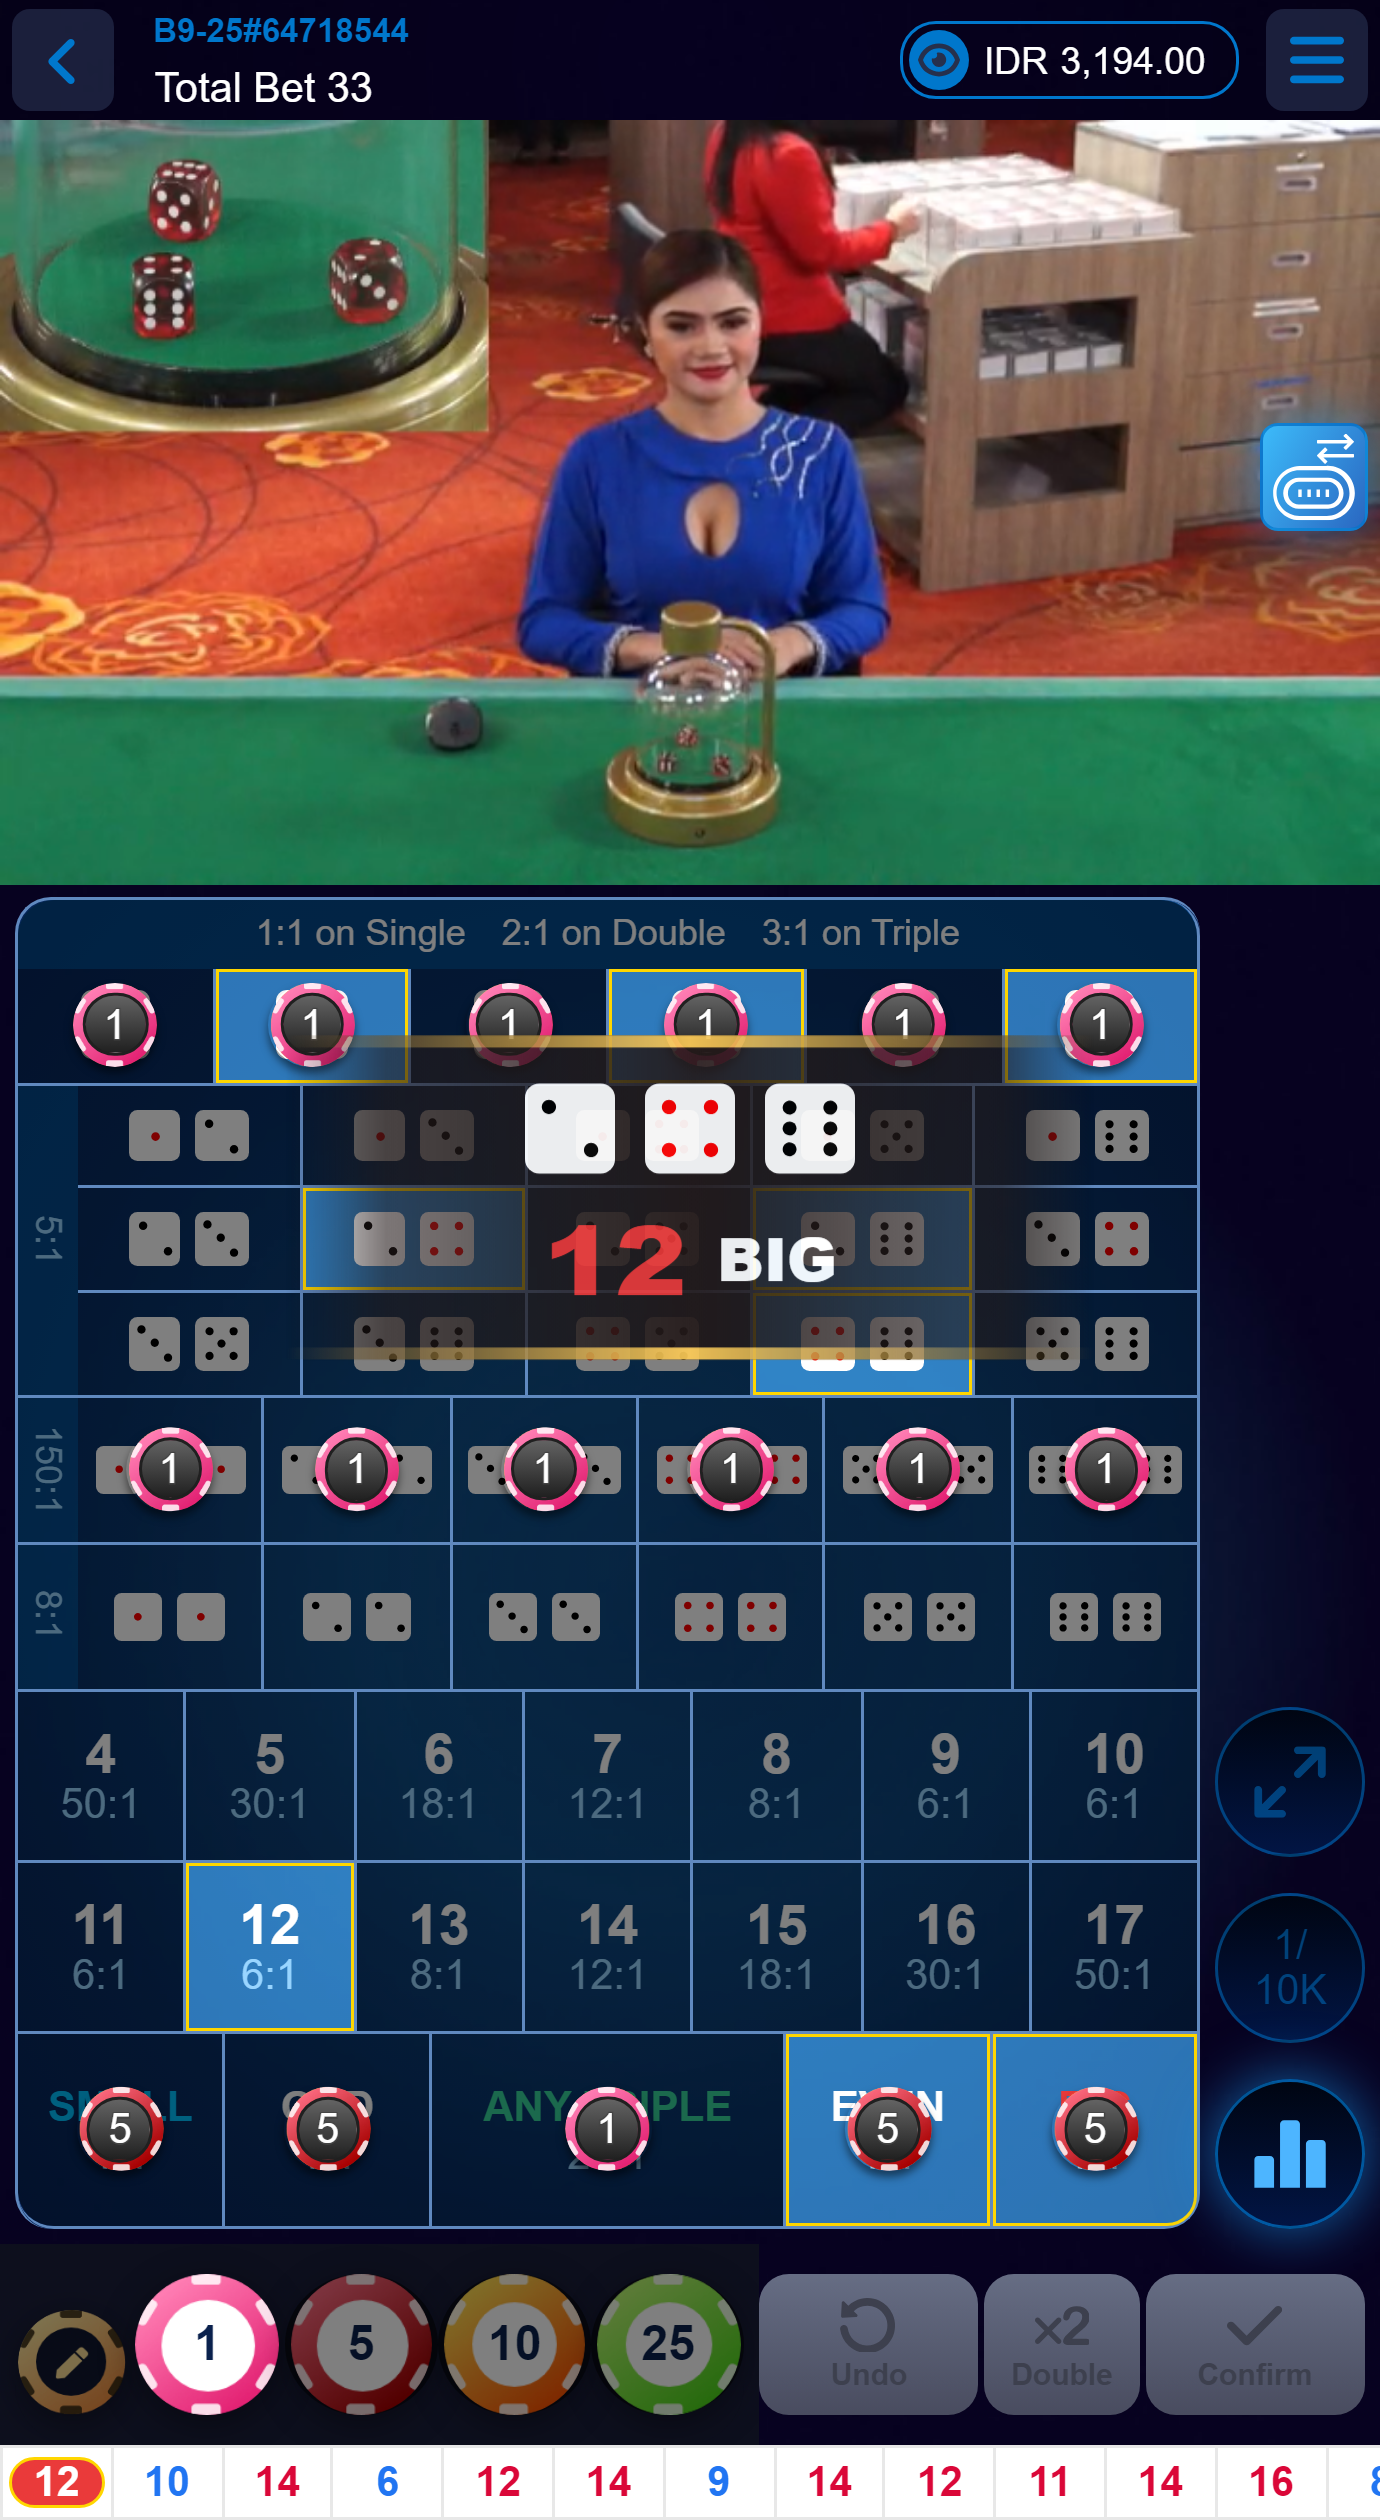 B9-25#64718544
Total Bet 33
IDR 3,194.00
1:1 on Single 2:1 on Double 3:1 on Triple
1 1 1 1 1 1
5:1
12 BIG
150:1
1 1 1 1 1 1
8:1
4 5 6 7 8 9 10
50:1 30:1 18:1 12:1 8:1 6:1 6:1
11 12 13 14 15 16 17
6:1 6:1 8:1 12:1 18:1 30:1 50:1
1/
10K
5 5 1 5 5
1 5 10 25
x2
Undo Double Confirm
12 10 14 6 12 14 9 14 12 11 14 16